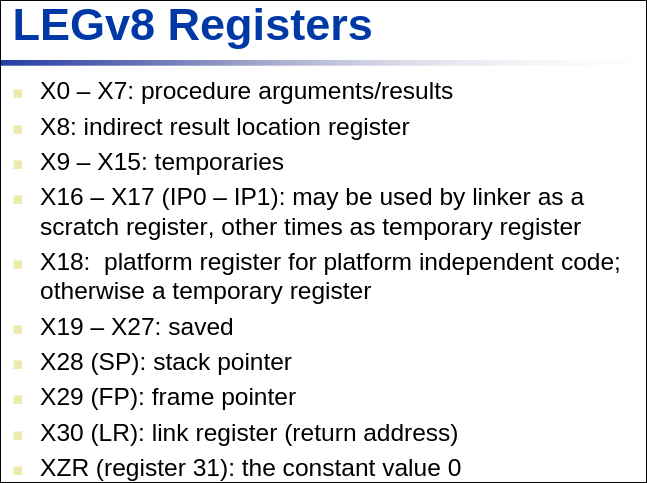 LEGv8 Registers
X0 – X7: procedure arguments/results
X8: indirect result location register
X9 – X15: temporaries
X16 – X17 (IP0 – IP1): may be used by linker as a
scratch register, other times as temporary register
X18:  platform register for platform independent code;
otherwise a temporary register
X19 – X27: saved
X28 (SP): stack pointer
X29 (FP): frame pointer
X30 (LR): link register (return address)
XZR (register 31): the constant value 0